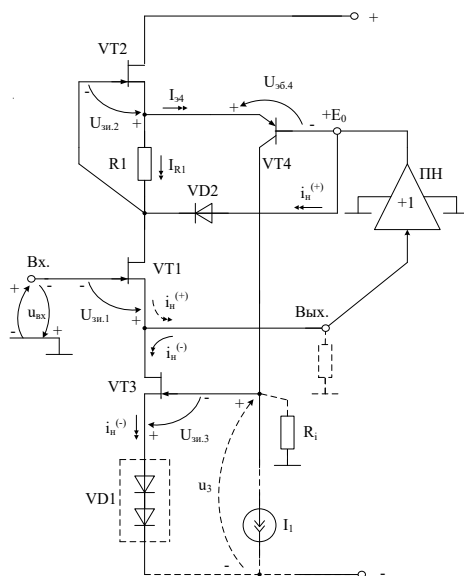 +
VT2
-
+
Uзи.2
Iэ4
+
Uэб.4
-
+E0
VT4
ПН
+1
R1
IR1
VD2
iн(+)
Вх.
+
-
uвх
-
+
-
Uзи.1
+
VT1
iн(+)
iн(-)
Вых.
VT3
-
+
Uзи.3
iн(-)
+
Ri
VD1
u3
I1
-
-